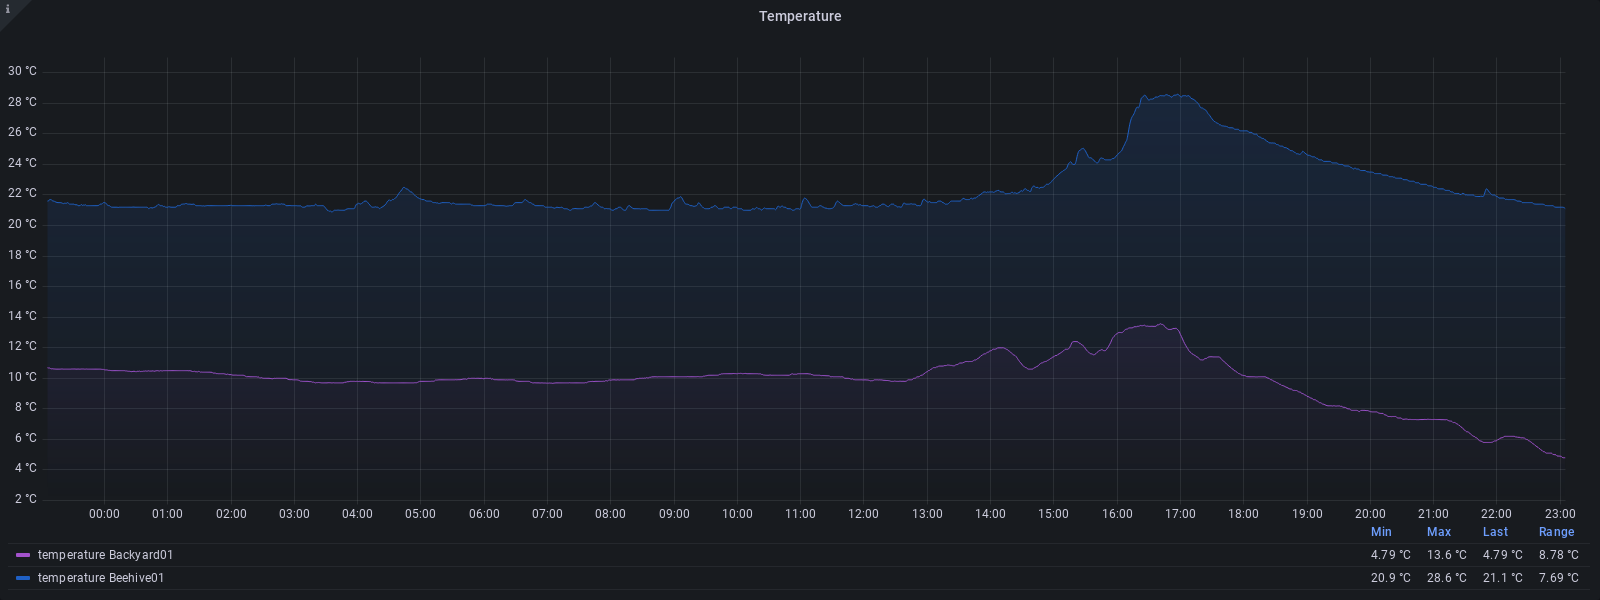 i
Temperature
30 °C
28 °C
26 °C
24 °C
22 °C
20 °C
18 °C
16 °C
14 °C
12 °C
10 °C
8 °C
6 °C
4 °C
2 °C
00:00 01:00 02:00 03:00 04:00 05:00 06:00 07:00 08:00 09:00 10:00 11:00 12:00 13:00 14:00 15:00 16:00 17:00 18:00 19:00 20:00 21:00 22:00 23:00
Min Max Last Range
temperature Backyard01 4.79 °C 13.6 °C 4.79 °C 8.78 °C
temperature Beehive01 20.9 °C 28.6 °C 21.1 °C 7.69 °C